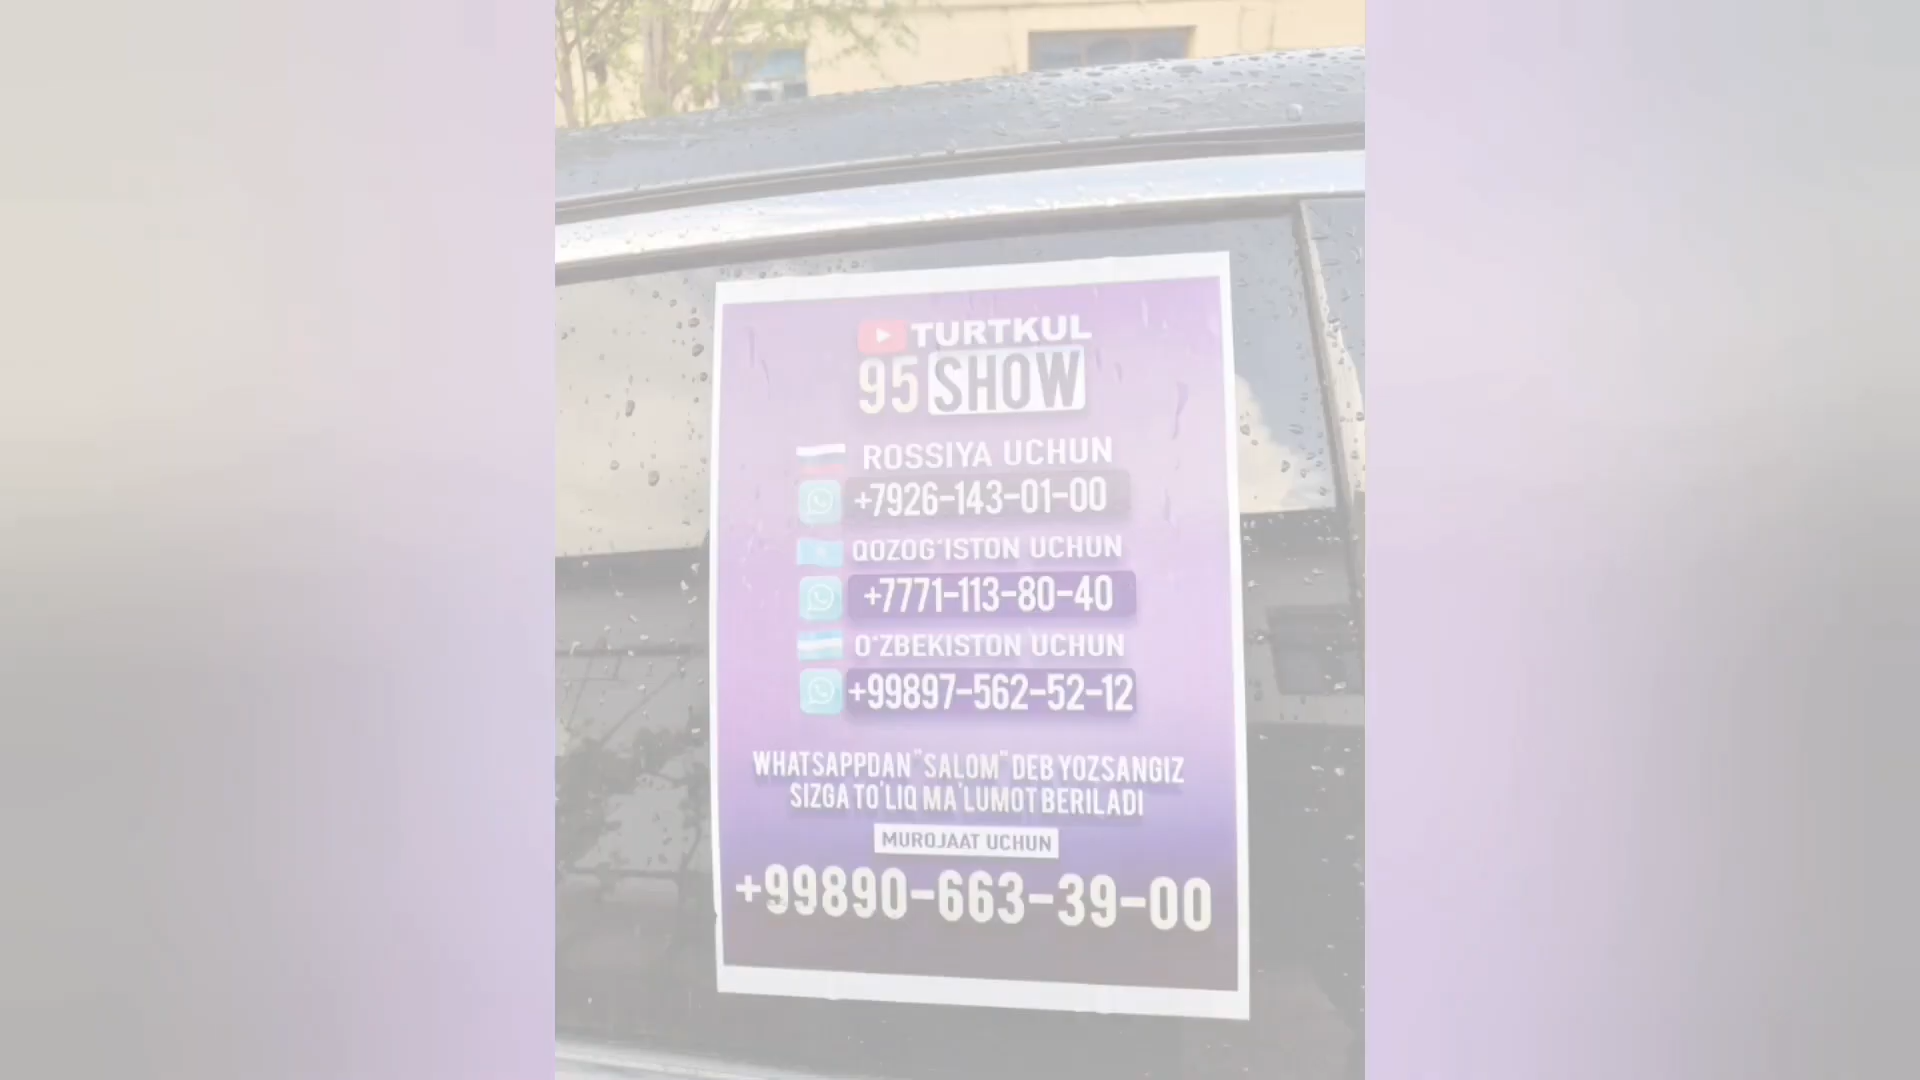 TURTKUL
95 SHOW
ROSSIYA UCHUN
+7926-143-01-00
QOZOG'ISTON UCHUN
+7771-113-80-40
O'ZBEKISTON UCHUN
+99897-562-52-12
WHATSAPPDAN "SALOM" DEB YOZSANGIZ
SIZGA TO'LIQ MA'LUMOT BERILADI
MUROJAAT UCHUN
+99890-663-39-00